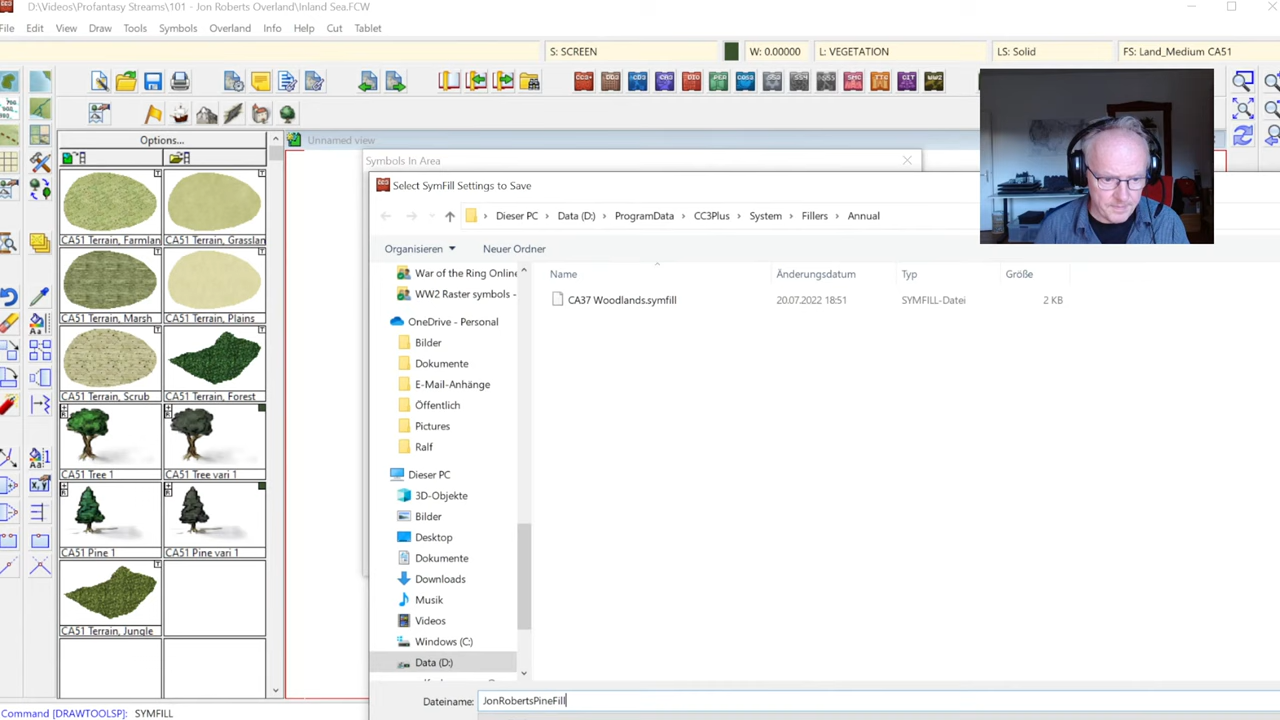 D:\Videos\Profantasy Streams\101 - Jon Roberts Overland\Inland Sea.FCW
File Edit View Draw Tools Symbols Overland Info Help Cut Tablet
S: SCREEN W: 0.00000 L: VEGETATION LS: Solid FS: Land_Medium CA51
Options...
Unnamed view
CA51 Terrain, Farmlan CA51 Terrain, Grasslan
CA51 Terrain, Marsh CA51 Terrain, Plains
CA51 Terrain, Scrub CA51 Terrain, Forest
CA51 Tree 1 CA51 Tree vari 1
CA51 Pine 1 CA51 Pine vari 1
CA51 Terrain, Jungle
Symbols In Area
Select SymFill Settings to Save
Dieser PC > Data (D:) > ProgramData > CC3Plus > System > Fillers > Annual
Organisieren Neuer Ordner
War of the Ring Online
WW2 Raster symbols -
OneDrive - Personal
Bilder
Dokumente
E-Mail-Anhänge
Öffentlich
Pictures
Ralf
Dieser PC
3D-Objekte
Bilder
Desktop
Dokumente
Downloads
Musik
Videos
Windows (C:)
Data (D:)
Name Änderungsdatum Typ Größe
CA37 Woodlands.symfill 20.07.2022 18:51 SYMFILL-Datei 2 KB
Dateiname: JonRobertsPineFill
Command [DRAWTOOLSP]: SYMFILL